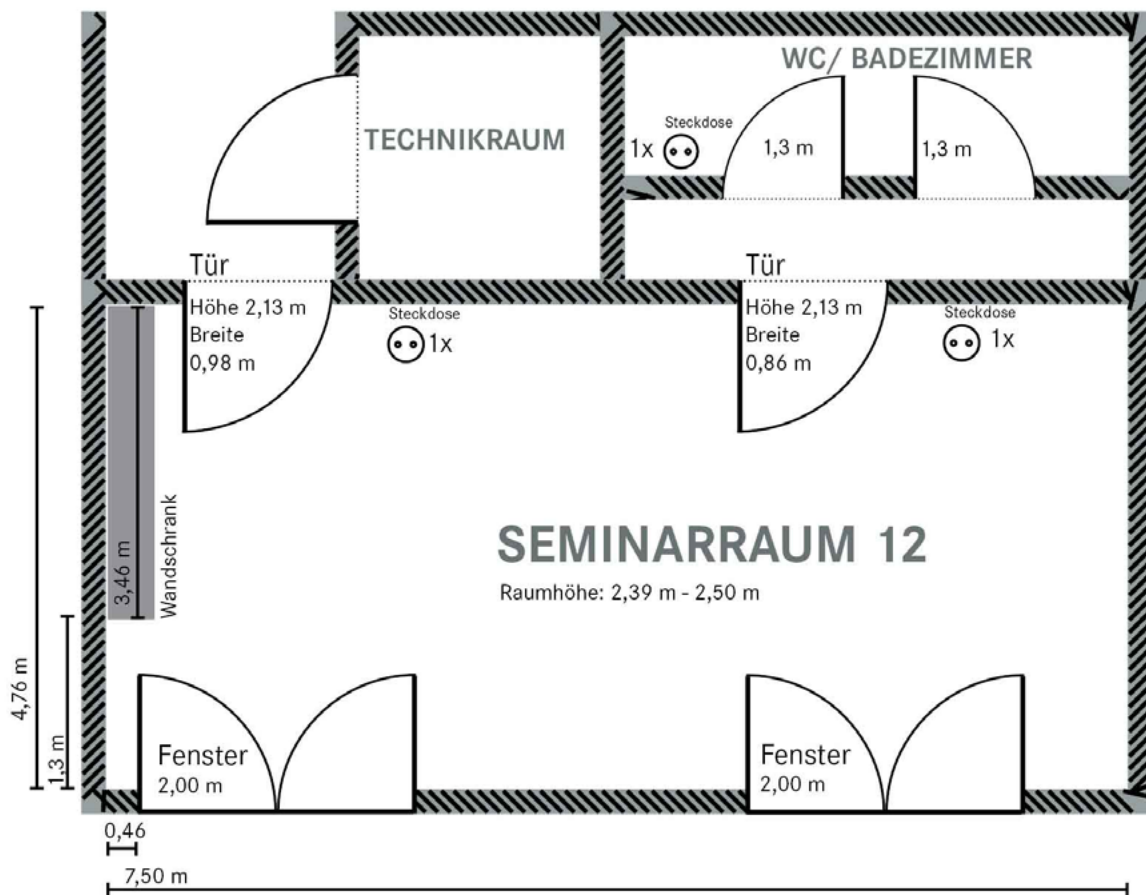 WC/ BADEZIMMER
TECHNIKRAUM
Steckdose
1x
1,3 m
1,3 m
Tür
Höhe 2,13 m
Breite
0,98 m
Steckdose
1x
Tür
Höhe 2,13 m
Breite
0,86 m
Steckdose
1x
3,46 m
Wandschrank
SEMINARRAUM 12
Raumhöhe: 2,39 m - 2,50 m
4,76 m
1,3 m
Fenster
2,00 m
Fenster
2,00 m
0,46
7,50 m